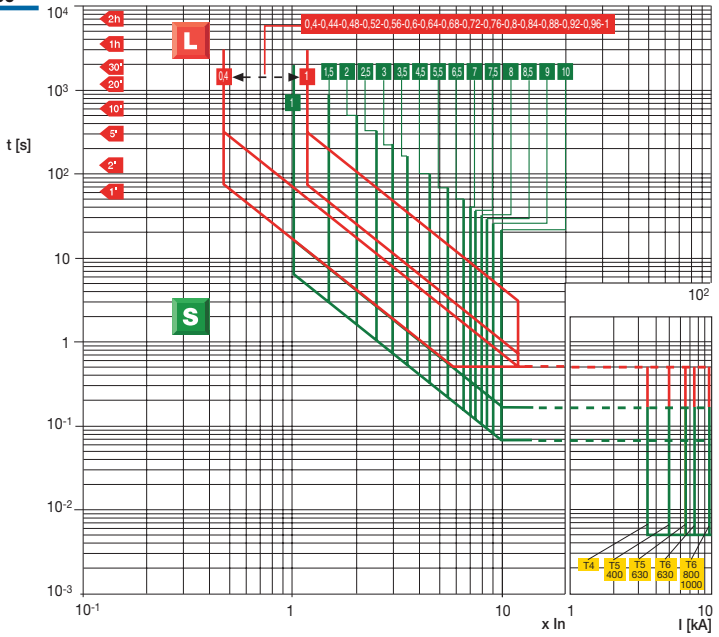 10⁴
2h
1h
30'
20'
10³
10'
5'
10²
2'
1'
t [s]
L
0,4-0,44-0,48-0,52-0,56-0,6-0,64-0,68-0,72-0,76-0,8-0,84-0,88-0,92-0,96-1
0,4
1
1,5 2 2,5 3 3,5 4,5 5,5 6,5 7 7,5 8 8,5 9 10
1
10
S
10²
1
10⁻¹
10⁻²
T4
T5 400
T5 630
T6 630
T6 800 1000
10⁻³
10⁻¹ 1 10 1 10
x In
I [kA]